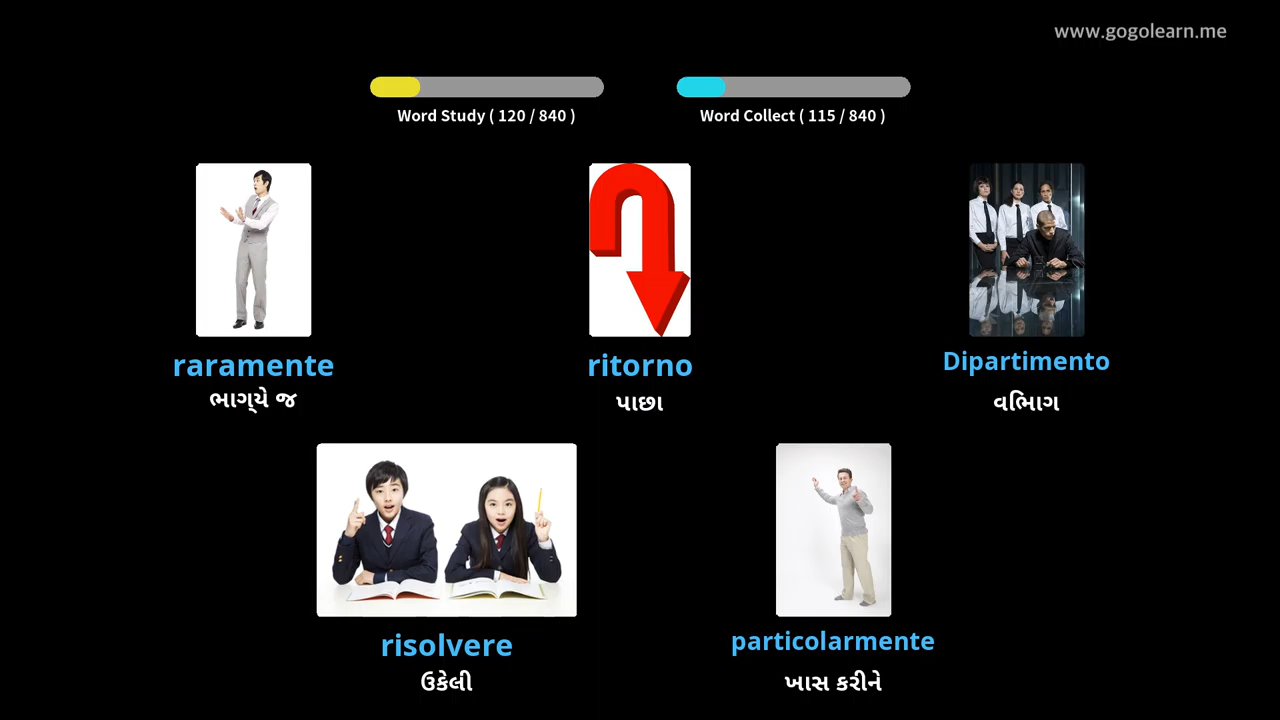 www.gogolearn.me
Word Study ( 120 / 840 )
Word Collect ( 115 / 840 )
raramente
ભાગ્યે જ
ritorno
પાછા
Dipartimento
વિભાગ
risolvere
ઉકેલી
particolarmente
ખાસ કરીને